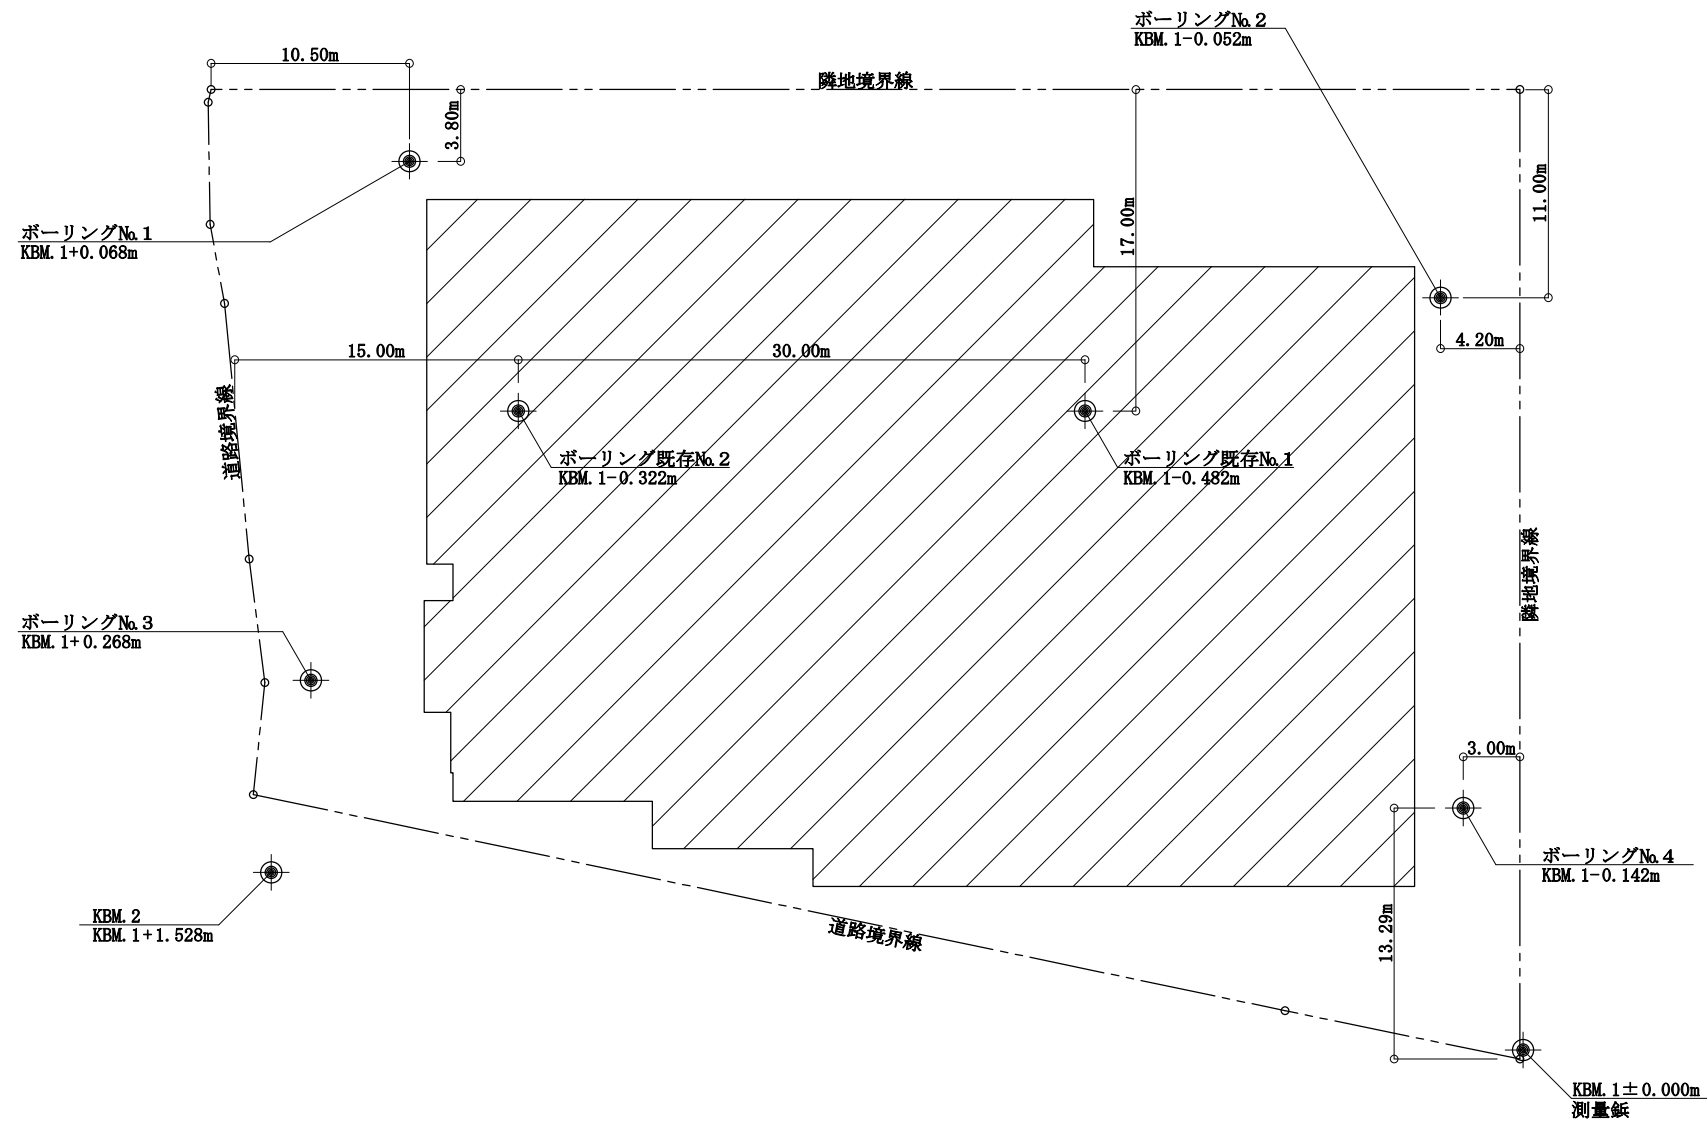 ボーリング№2
KBM.1-0.052m
10.50m
隣地境界線
3.80m
11.00m
17.00m
ボーリング№1
KBM.1+0.068m
15.00m
30.00m
4.20m
道路境界線
ボーリング既存№2
KBM.1-0.322m
ボーリング既存№1
KBM.1-0.482m
隣地境界線
ボーリング№3
KBM.1+0.268m
3.00m
ボーリング№4
KBM.1-0.142m
KBM.2
KBM.1+1.528m
道路境界線
13.29m
KBM.1±0.000m
測量鋲